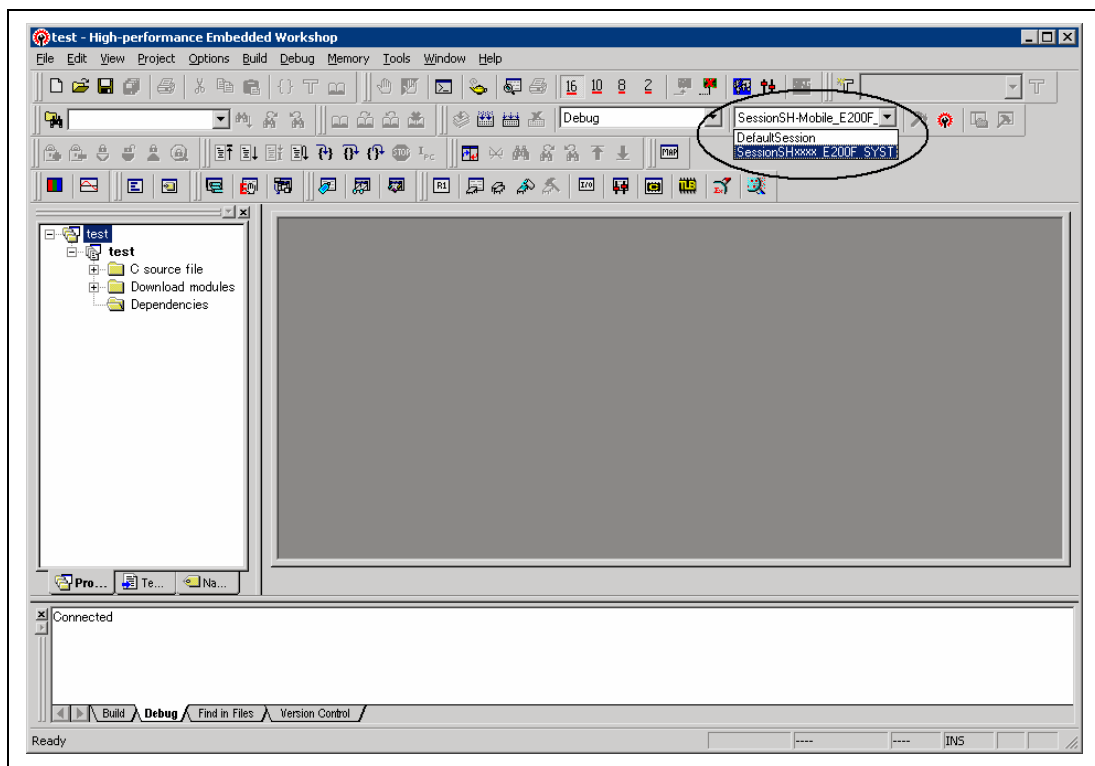 test - High-performance Embedded Workshop
File Edit View Project Options Build Debug Memory Tools Window Help
16 10 8 2
Debug
SessionSH-Mobile_E200F_
DefaultSession
SessionSHxxxx_E200F_SYST
MAP
R1
I/O
test
test
C source file
Download modules
Dependencies
Pro... Te... Na...
Connected
Build Debug Find in Files Version Control
Ready ---- ---- INS